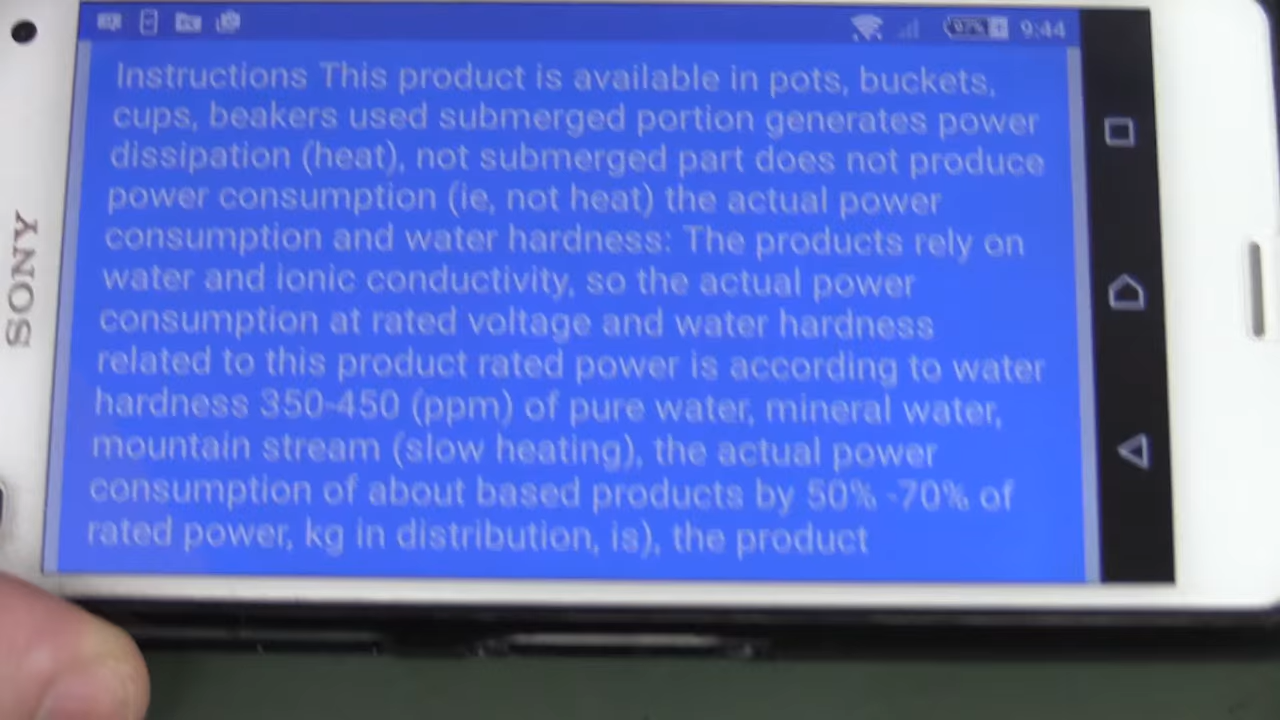 9:44
Instructions This product is available in pots, buckets,
cups, beakers used submerged portion generates power
dissipation (heat), not submerged part does not produce
power consumption (ie, not heat) the actual power
consumption and water hardness: The products rely on
water and ionic conductivity, so the actual power
consumption at rated voltage and water hardness
related to this product rated power is according to water
hardness 350-450 (ppm) of pure water, mineral water,
mountain stream (slow heating), the actual power
consumption of about based products by 50% -70% of
rated power, kg in distribution, is), the product
SONY